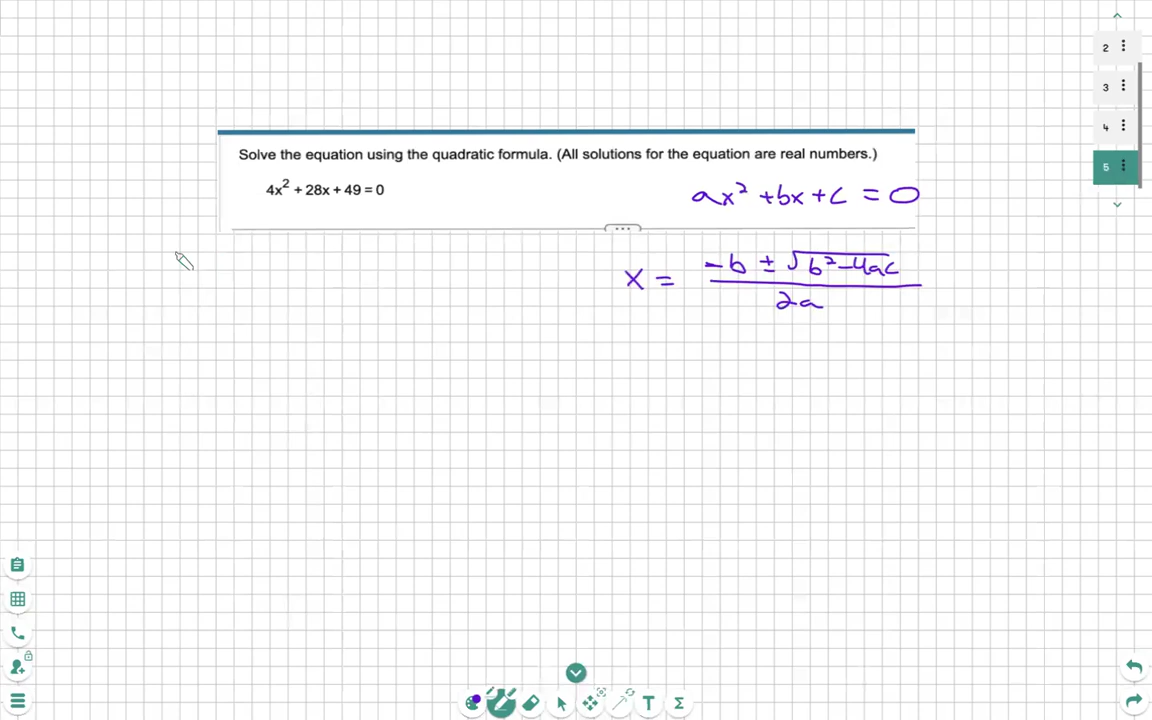 2
3
4
5
Solve the equation using the quadratic formula. (All solutions for the equation are real numbers.)
4x² + 28x + 49 = 0
ax² + bx + c = 0
x = (-b ± √(b² - 4ac)) / 2a
T
Σ